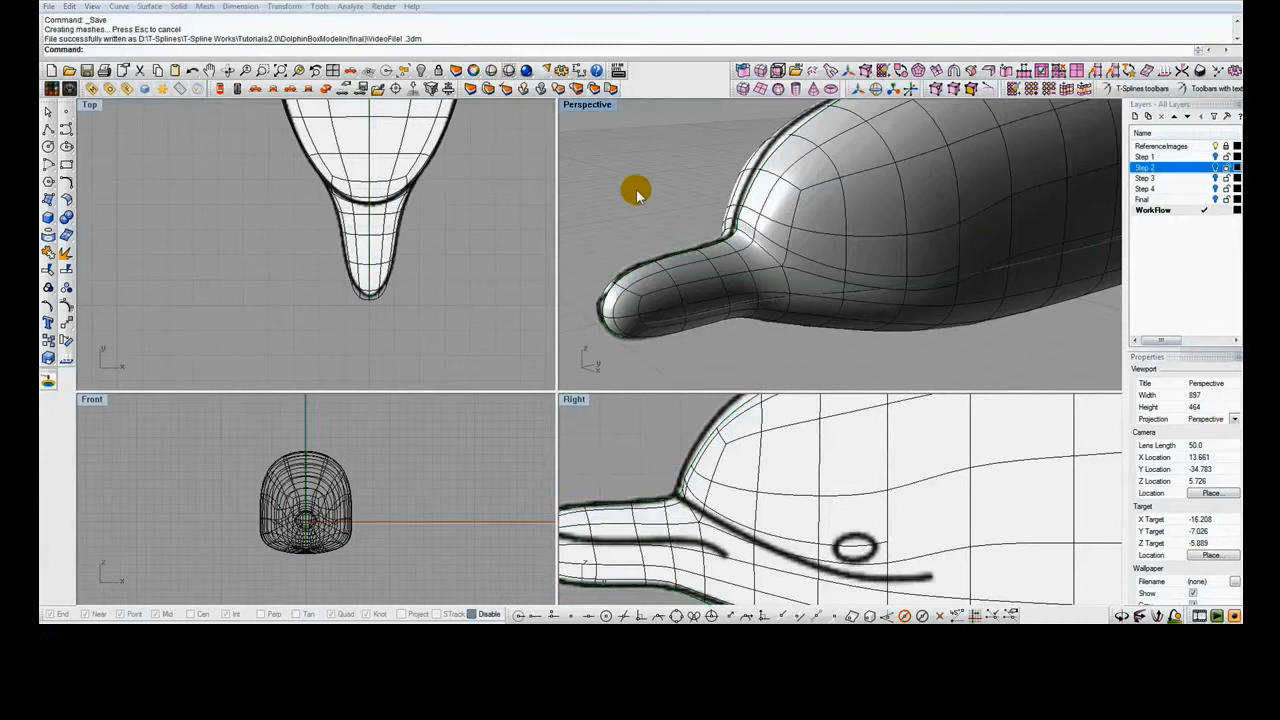 File Edit View Curve Surface Solid Mesh Dimension Transform Tools Analyze Render Help
Command: _Save
Creating meshes... Press Esc to cancel
File successfully written as D:\T-Splines\T-Spline Works\Tutorials2.0\DolphinBoxModelin(final)\VideoFileI .3dm
Command:
T-Splines toolbars Toolbars with text
Top
Perspective
Layers - All Layers
Name
ReferenceImages
Step 1
Step 2
Step 3
Step 4
Final
WorkFlow
y
x
z
y
x
Front
Right
z
x
z
Properties
Viewport
Title Perspective
Width 897
Height 464
Projection Perspective
Camera
Lens Length 50.0
X Location 13.661
Y Location -34.783
Z Location 5.726
Location Place...
Target
X Target -16.208
Y Target -7.026
Z Target -5.889
Location Place...
Wallpaper
Filename (none)
Show
End Near Point Mid Cen Int Perp Tan Quad Knot Project STrack Disable